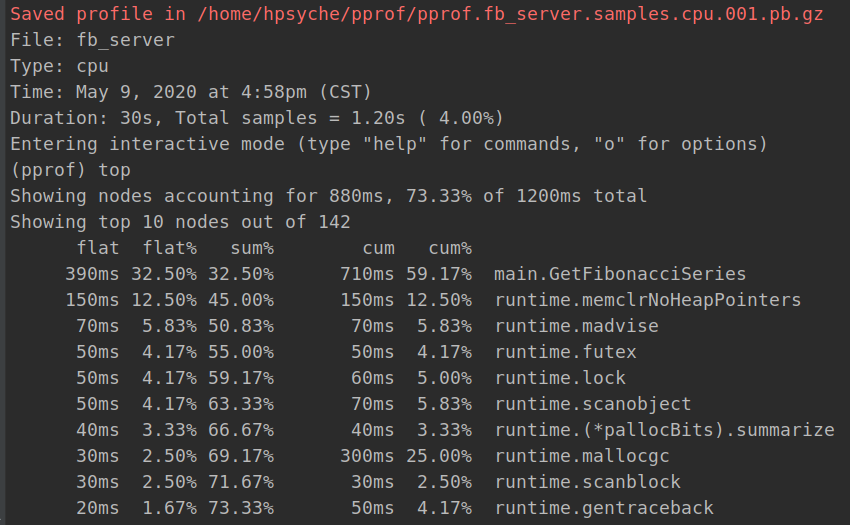 Saved profile in /home/hpsyche/pprof/pprof.fb_server.samples.cpu.001.pb.gz
File: fb_server
Type: cpu
Time: May 9, 2020 at 4:58pm (CST)
Duration: 30s, Total samples = 1.20s ( 4.00%)
Entering interactive mode (type "help" for commands, "o" for options)
(pprof) top
Showing nodes accounting for 880ms, 73.33% of 1200ms total
Showing top 10 nodes out of 142
flat flat% sum% cum cum%
390ms 32.50% 32.50% 710ms 59.17% main.GetFibonacciSeries
150ms 12.50% 45.00% 150ms 12.50% runtime.memclrNoHeapPointers
70ms 5.83% 50.83% 70ms 5.83% runtime.madvise
50ms 4.17% 55.00% 50ms 4.17% runtime.futex
50ms 4.17% 59.17% 60ms 5.00% runtime.lock
50ms 4.17% 63.33% 70ms 5.83% runtime.scanobject
40ms 3.33% 66.67% 40ms 3.33% runtime.(*pallocBits).summarize
30ms 2.50% 69.17% 300ms 25.00% runtime.mallocgc
30ms 2.50% 71.67% 30ms 2.50% runtime.scanblock
20ms 1.67% 73.33% 50ms 4.17% runtime.gentraceback